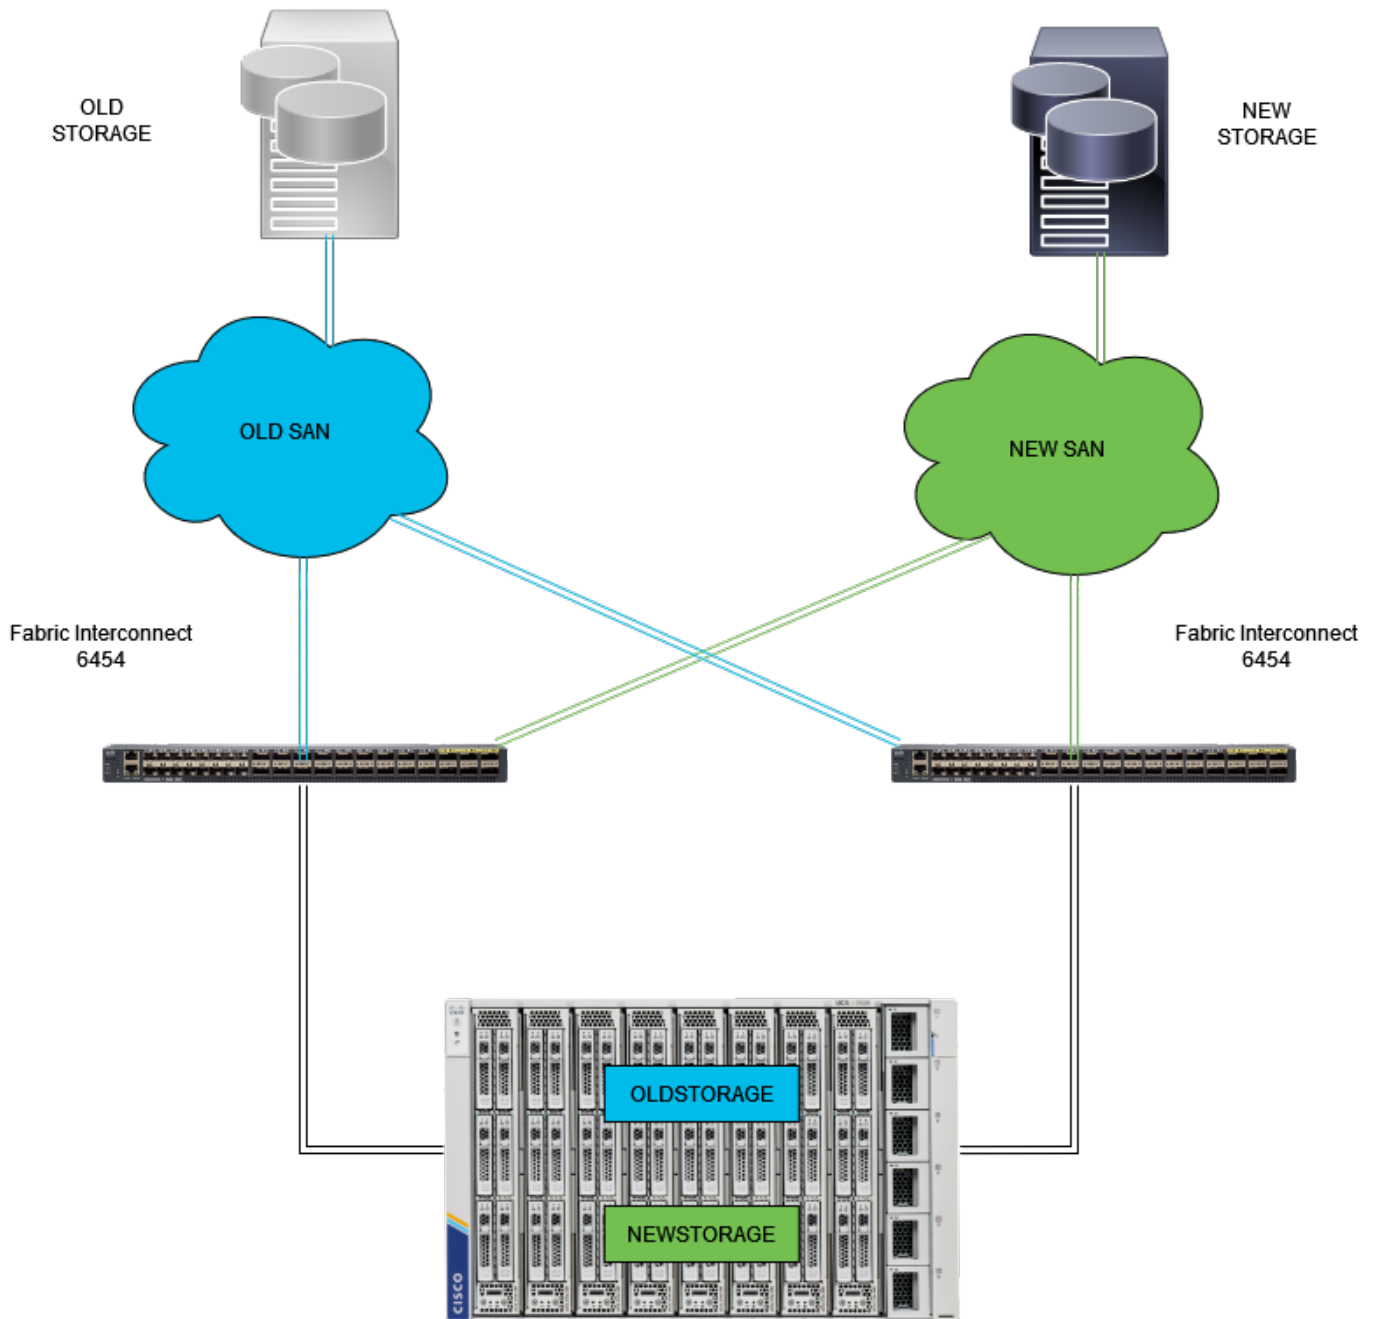 OLD
STORAGE
NEW
STORAGE
OLD SAN
NEW SAN
Fabric Interconnect
6454
Fabric Interconnect
6454
OLDSTORAGE
NEWSTORAGE
CISCO